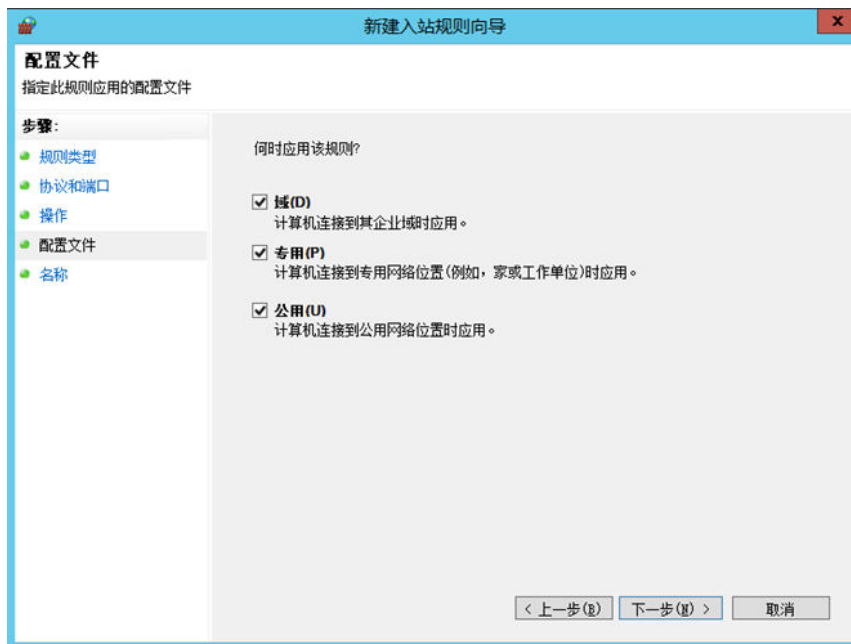 新建入站规则向导
x
配置文件
指定此规则应用的配置文件
步骤:
规则类型
协议和端口
操作
配置文件
名称
何时应用该规则?
域(D)
计算机连接到其企业域时应用。
专用(P)
计算机连接到专用网络位置(例如,家或工作单位)时应用。
公用(U)
计算机连接到公用网络位置时应用。
< 上一步(B) 下一步(N) > 取消